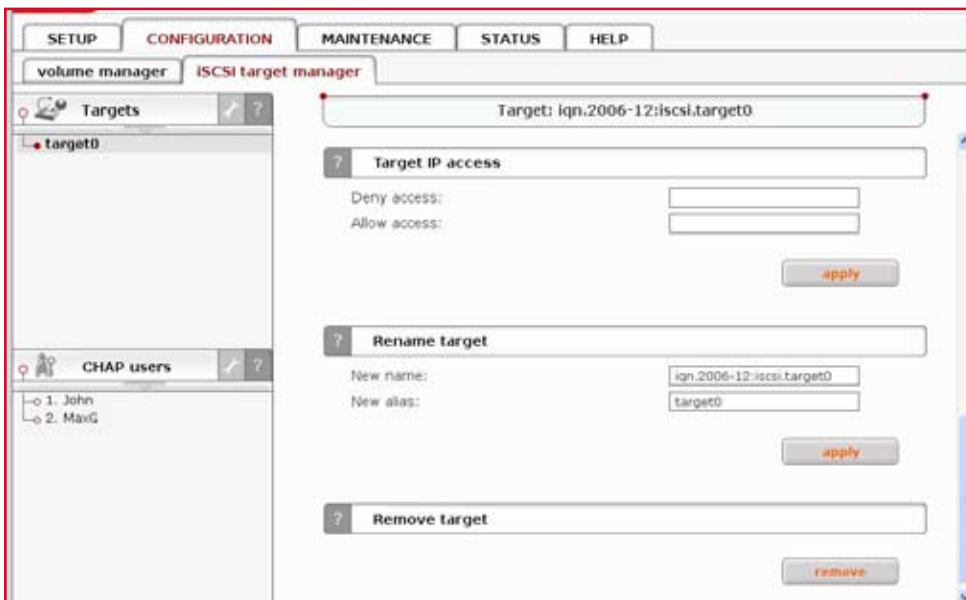 SETUP CONFIGURATION MAINTENANCE STATUS HELP
volume manager iSCSI target manager
Targets ?
target0
Target: iqn.2006-12:iscsi.target0
? Target IP access
Deny access:
Allow access:
apply
? Rename target
New name: iqn.2006-12:iscsi.target0
New alias: target0
apply
CHAP users ?
1. John
2. MaxG
? Remove target
remove